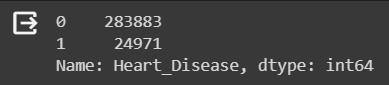 0    283883
1     24971
Name: Heart_Disease, dtype: int64